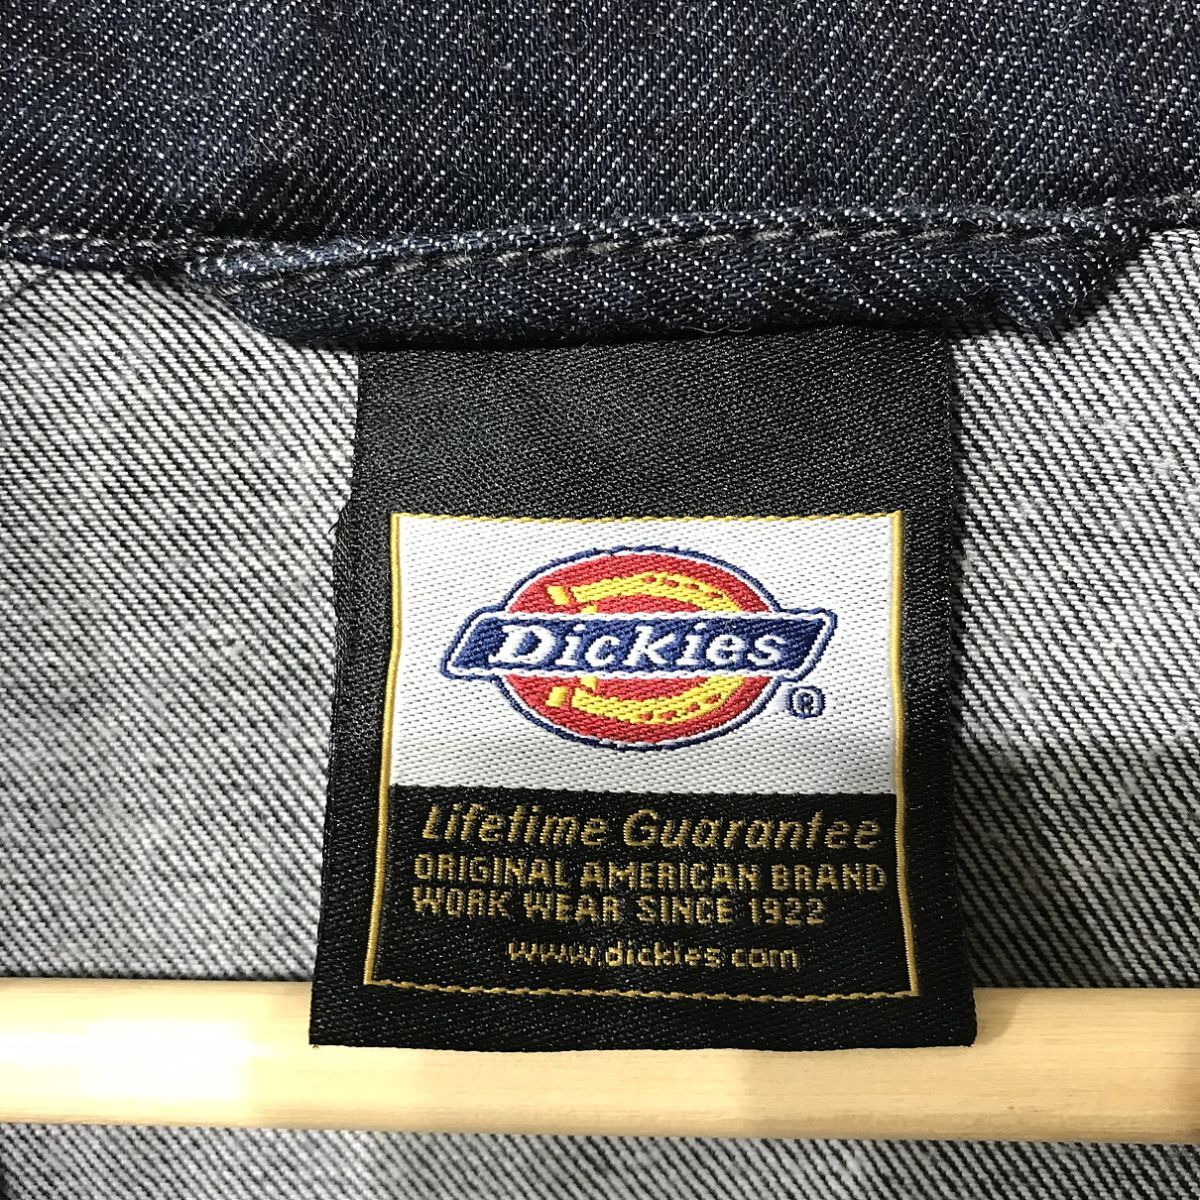 Dickies
®
Lifetime Guarantee
ORIGINAL AMERICAN BRAND
WORK WEAR SINCE 1922
www.dickies.com